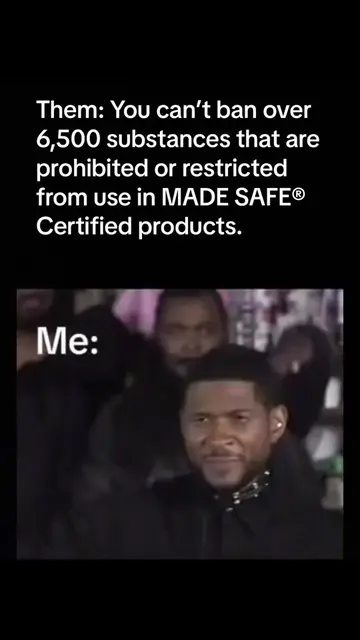 Them: You can’t ban over
6,500 substances that are
prohibited or restricted
from use in MADE SAFE®
Certified products.
Me: